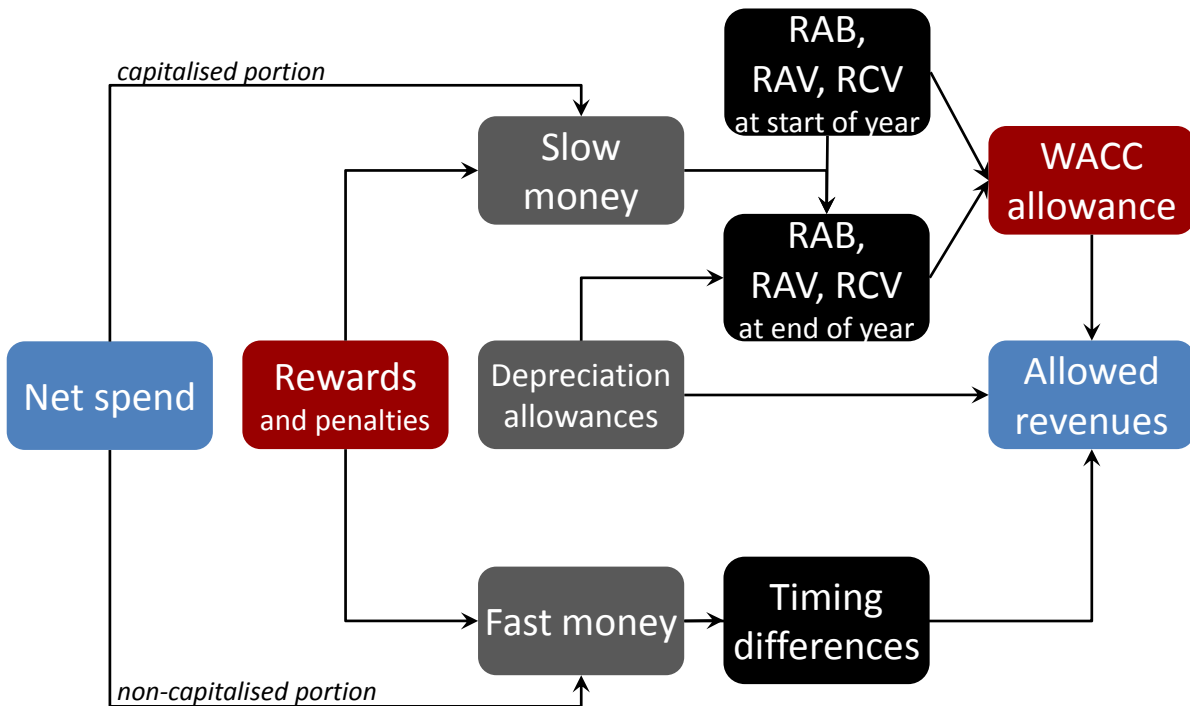 capitalised portion
RAB,
RAV, RCV
at start of year
Slow
money
WACC
allowance
RAB,
RAV, RCV
at end of year
Net spend
Rewards
and penalties
Depreciation
allowances
Allowed
revenues
Fast money
Timing
differences
non-capitalised portion